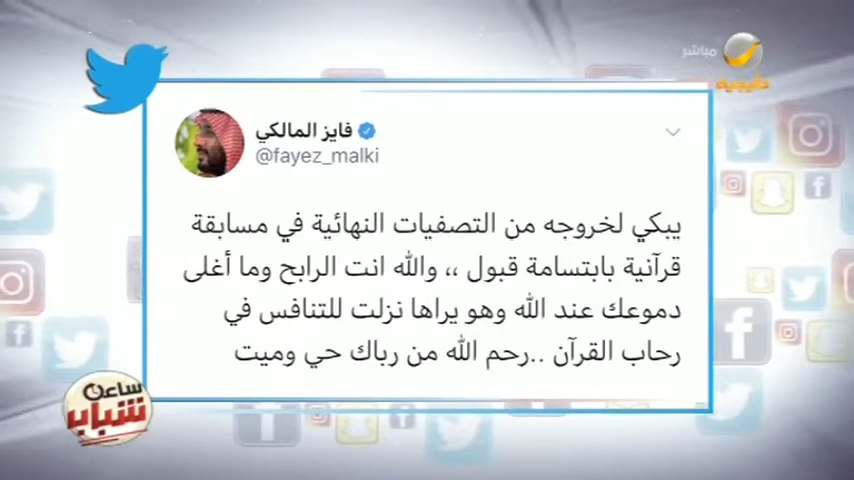 مباشر
خليجية
فايز المالكي
@fayez_malki
يبكي لخروجه من التصفيات النهائية في مسابقة
قرآنية بابتسامة قبول ،، والله انت الرابح وما أغلى
دموعك عند الله وهو يراها نزلت للتنافس في
رحاب القرآن ..رحم الله من رباك حي وميت
ساعة
شباب